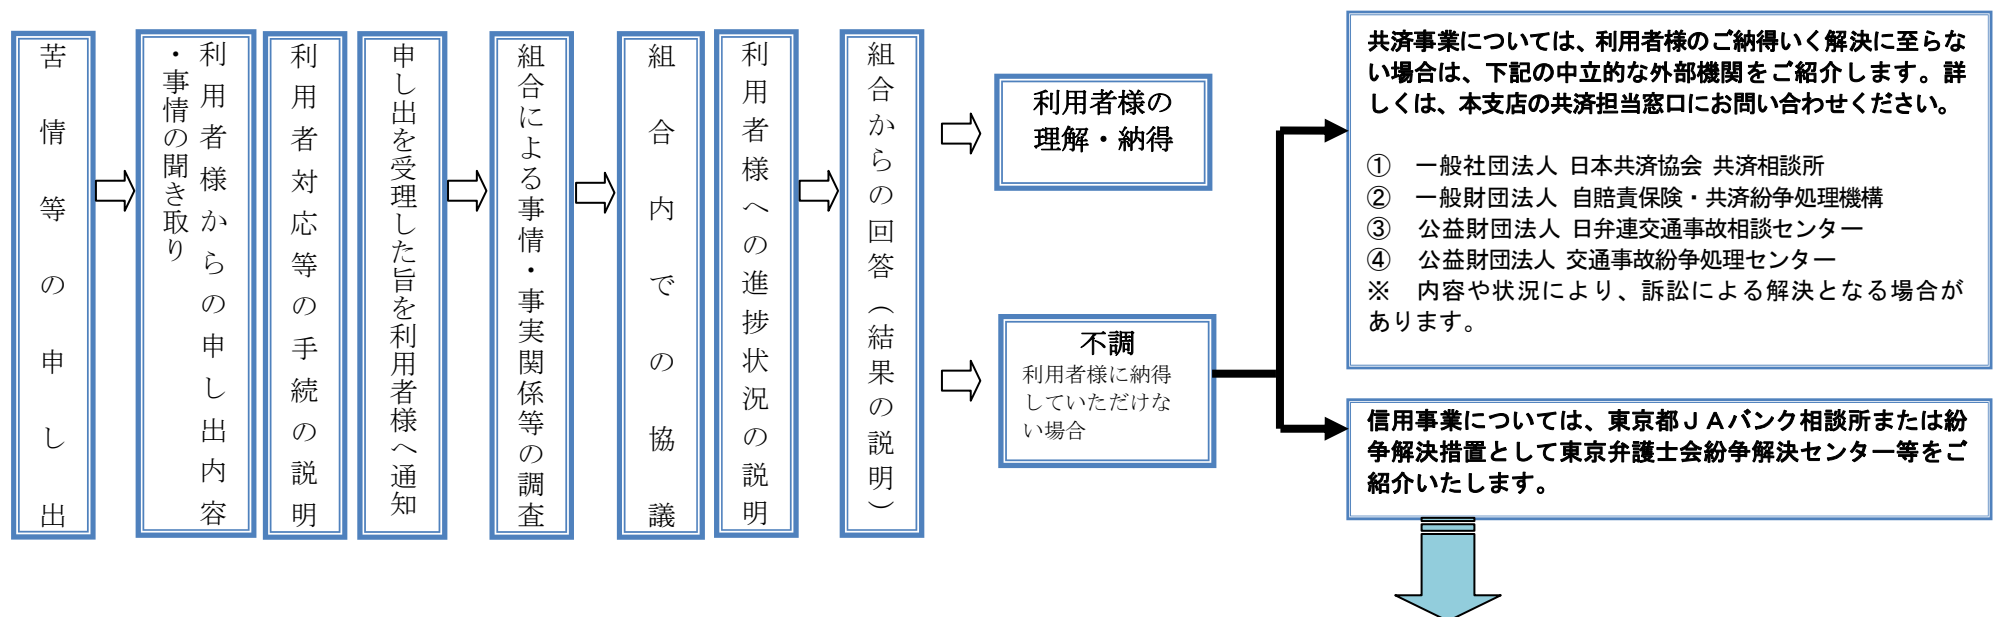 苦情等の申し出
利用者様からの申し出内容
・事情の聞き取り
利用者対応等の手続の説明
申し出を受理した旨を利用者様へ通知
組合による事情・事実関係等の調査
組合内での協議
利用者様への進捗状況の説明
組合からの回答（結果の説明）
利用者様の
理解・納得
不調
利用者様に納得
していただけな
い場合
共済事業については、利用者様のご納得いく解決に至らな
い場合は、下記の中立的な外部機関をご紹介します。詳
しくは、本支店の共済担当窓口にお問い合わせください。
① 一般社団法人 日本共済協会 共済相談所
② 一般財団法人 自賠責保険・共済紛争処理機構
③ 公益財団法人 日弁連交通事故相談センター
④ 公益財団法人 交通事故紛争処理センター
※ 内容や状況により、訴訟による解決となる場合が
あります。
信用事業については、東京都ＪＡバンク相談所または紛
争解決措置として東京弁護士会紛争解決センター等をご
紹介いたします。